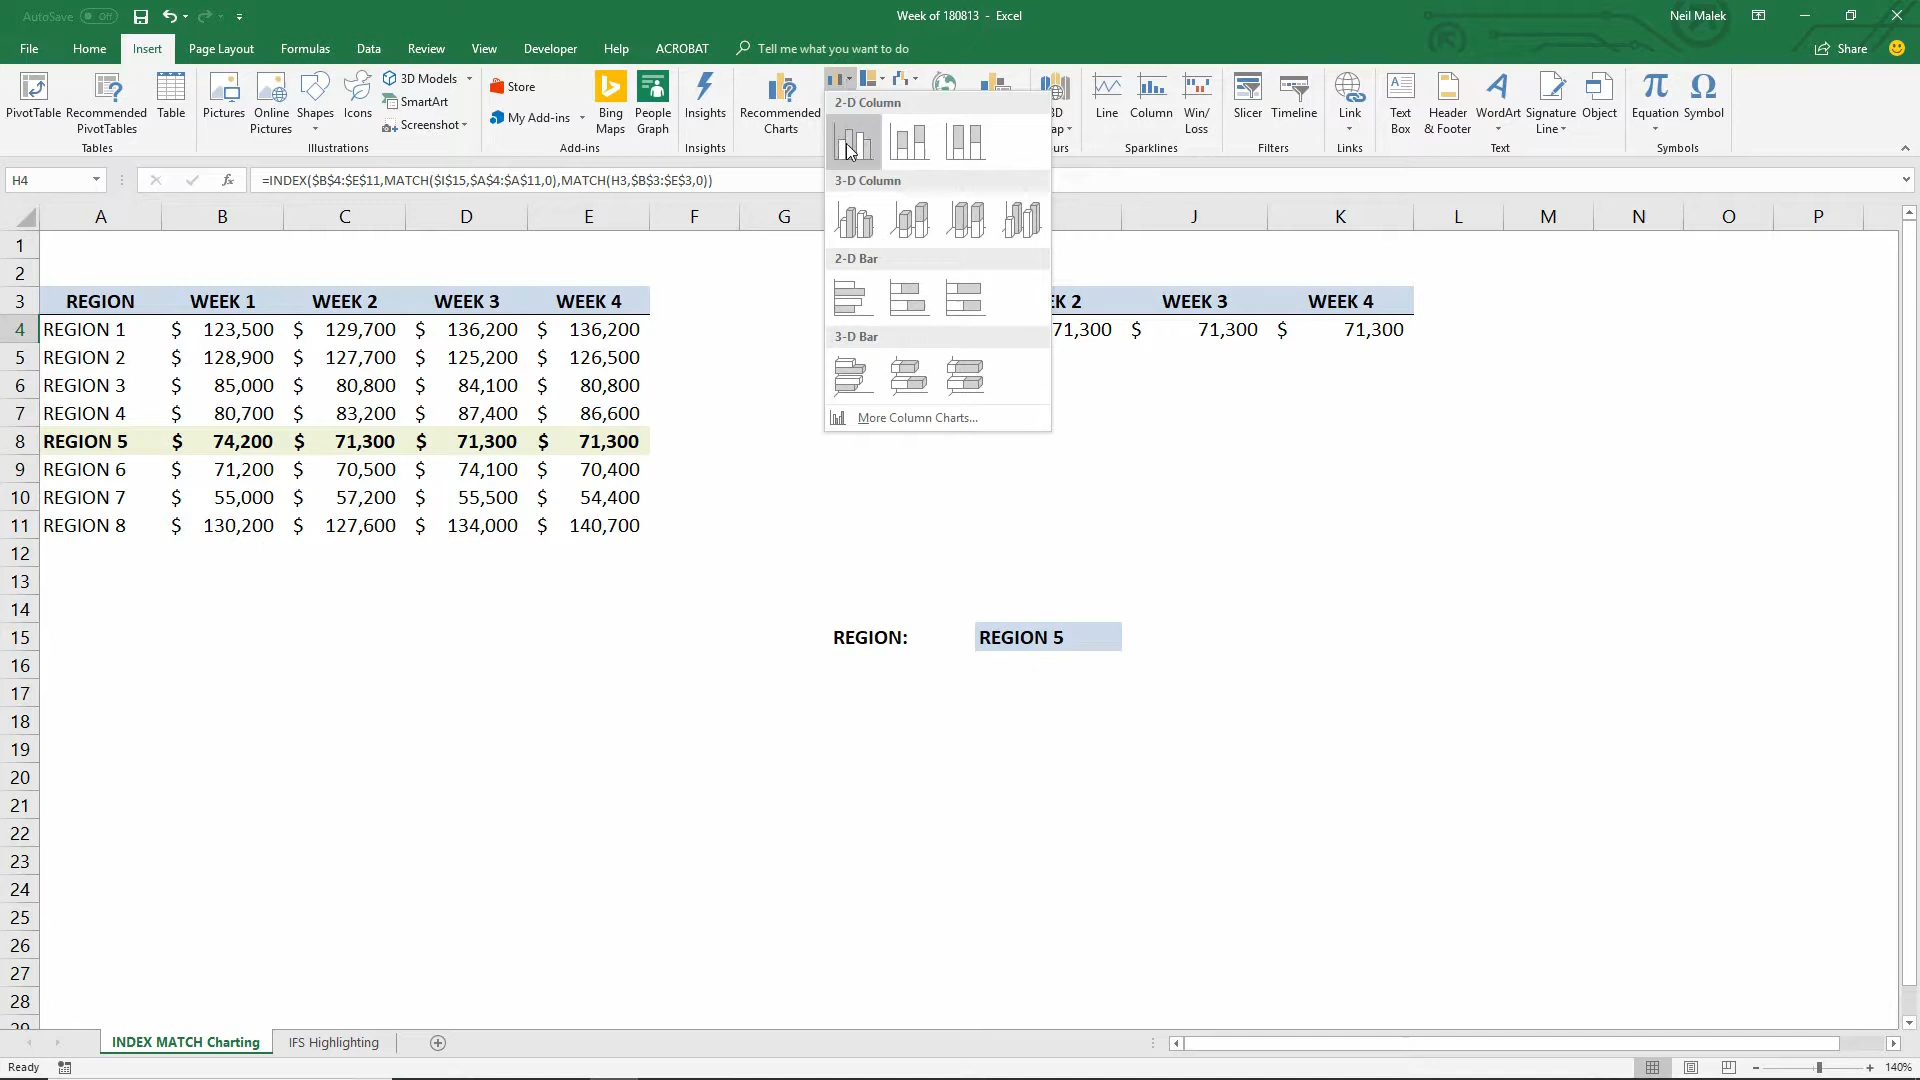 AutoSave Off
Week of 180813 - Excel
Neil Malek
File Home Insert Page Layout Formulas Data Review View Developer Help ACROBAT Tell me what you want to do
Share
PivotTable
Recommended
PivotTables
Table
Tables
Pictures
Online
Pictures
Shapes
Icons
3D Models
SmartArt
Screenshot
Illustrations
Store
My Add-ins
Bing
Maps
People
Graph
Add-ins
Insights
Insights
Recommended
Charts
Line
Column
Win/
Loss
Sparklines
Slicer
Timeline
Filters
Link
Links
Text
Box
Header
& Footer
WordArt
Signature
Line
Object
Text
Equation
Symbol
Symbols
2-D Column
3-D Column
2-D Bar
3-D Bar
More Column Charts...
H4
fx
=INDEX($B$4:$E$11,MATCH($I$15,$A$4:$A$11,0),MATCH(H3,$B$3:$E$3,0))
A B C D E F G J K L M N O P
1
2
3 REGION WEEK 1 WEEK 2 WEEK 3 WEEK 4 WEEK 3 WEEK 4
4 REGION 1 $ 123,500 $ 129,700 $ 136,200 $ 136,200 71,300 $ 71,300 $ 71,300
5 REGION 2 $ 128,900 $ 127,700 $ 125,200 $ 126,500
6 REGION 3 $ 85,000 $ 80,800 $ 84,100 $ 80,800
7 REGION 4 $ 80,700 $ 83,200 $ 87,400 $ 86,600
8 REGION 5 $ 74,200 $ 71,300 $ 71,300 $ 71,300
9 REGION 6 $ 71,200 $ 70,500 $ 74,100 $ 70,400
10 REGION 7 $ 55,000 $ 57,200 $ 55,500 $ 54,400
11 REGION 8 $ 130,200 $ 127,600 $ 134,000 $ 140,700
12
13
14
15 REGION: REGION 5
16
17
18
19
20
21
22
23
24
25
26
27
28
29
INDEX MATCH Charting IFS Highlighting
Ready
140%